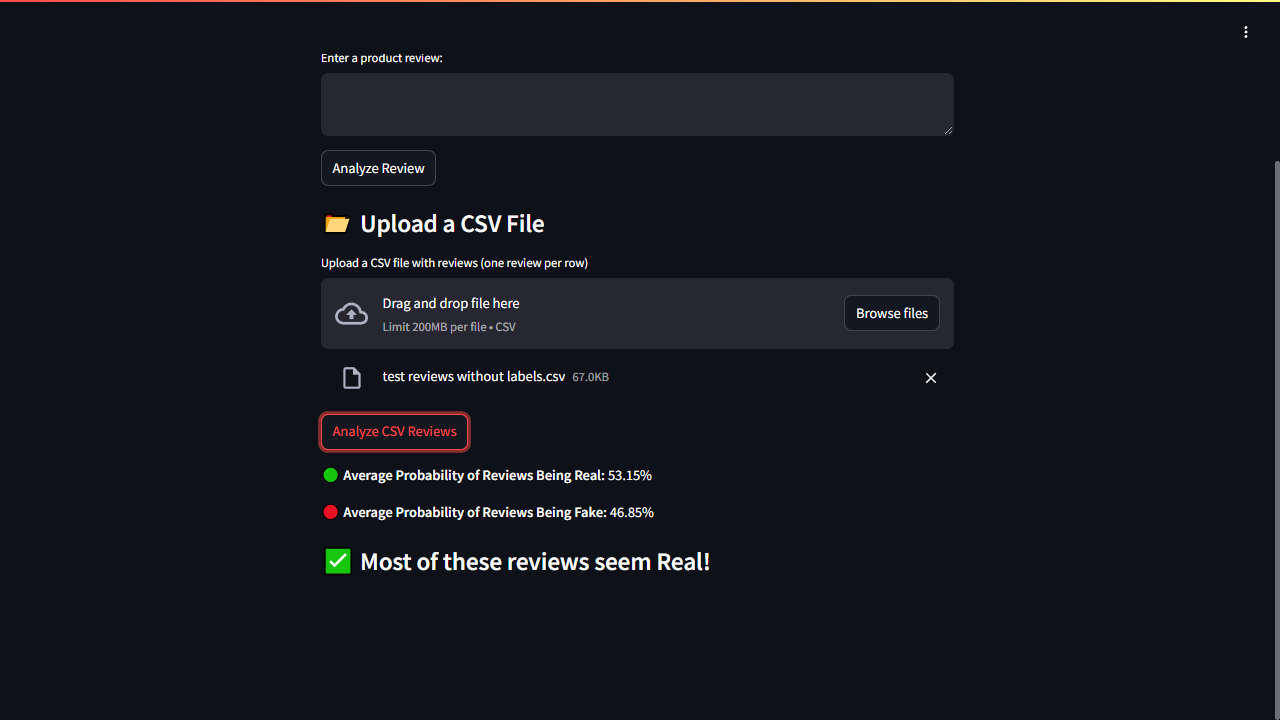 Enter a product review:
Analyze Review
📂 Upload a CSV File
Upload a CSV file with reviews (one review per row)
Drag and drop file here
Limit 200MB per file • CSV
Browse files
test reviews without labels.csv 67.0KB
Analyze CSV Reviews
🟢 Average Probability of Reviews Being Real: 53.15%
🔴 Average Probability of Reviews Being Fake: 46.85%
✅ Most of these reviews seem Real!